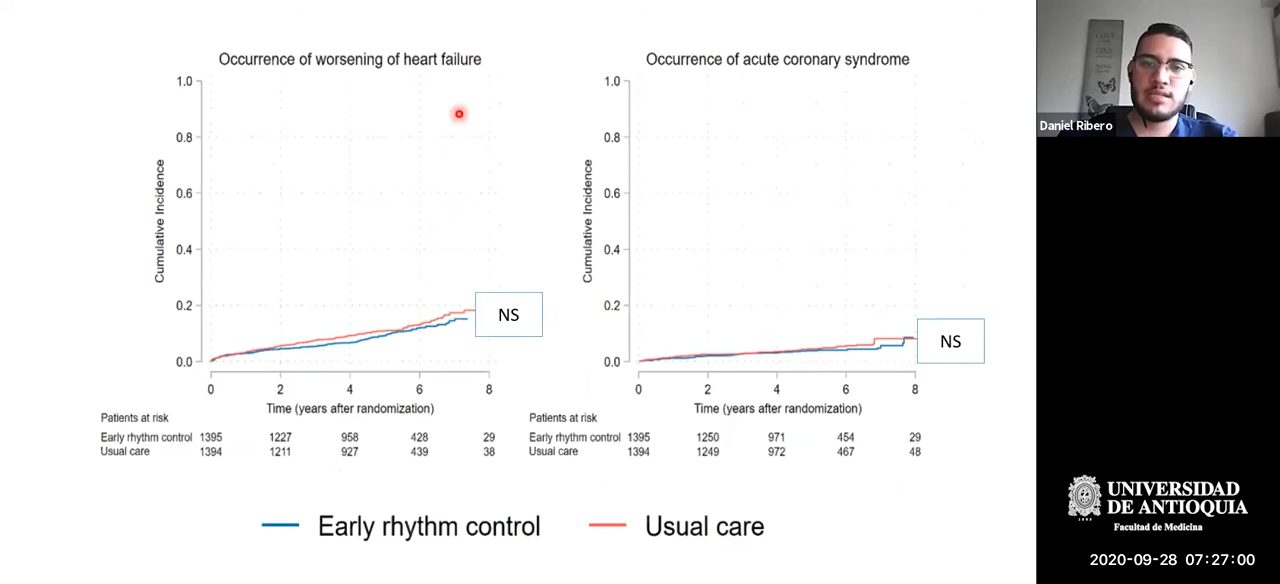 Occurrence of worsening of heart failure
1.0
0.8
0.6
0.4
0.2
0.0
Cumulative Incidence
NS
0 2 4 6 8
Time (years after randomization)
Patients at risk
Early rhythm control 1395 1227 958 428 29
Usual care 1394 1211 927 439 38
Occurrence of acute coronary syndrome
1.0
0.8
0.6
0.4
0.2
0.0
Cumulative Incidence
NS
0 2 4 6 8
Time (years after randomization)
Patients at risk
Early rhythm control 1395 1250 971 454 29
Usual care 1394 1249 972 467 48
Early rhythm control
Usual care
Daniel Ribero
UNIVERSIDAD
DE ANTIOQUIA
Facultad de Medicina
2020-09-28 07:27:00